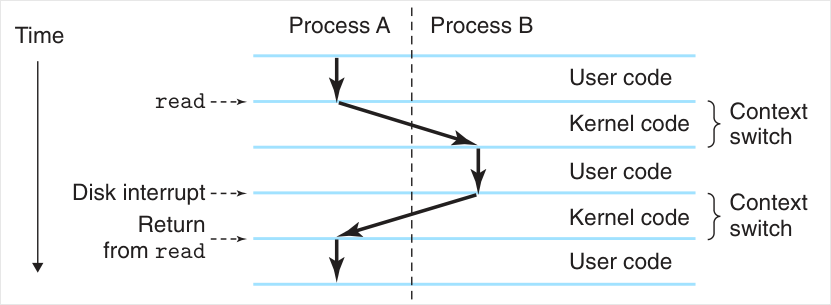 Process A
Process B
Time
User code
read
Kernel code
Context
switch
User code
Disk interrupt
Return
from read
Kernel code
Context
switch
User code